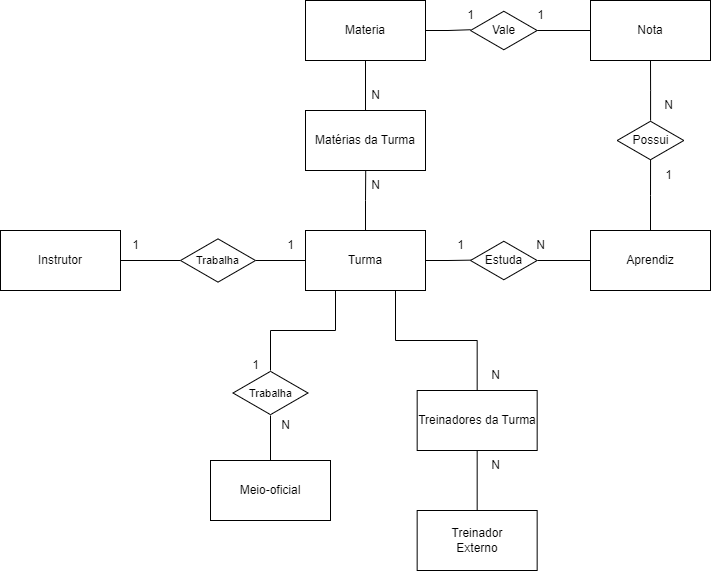 Materia
1
Vale
1
Nota
N
Matérias da Turma
N
N
Possui
1
Instrutor
1
Trabalha
1
Turma
1
Estuda
N
Aprendiz
1
Trabalha
N
Meio-oficial
N
Treinadores da Turma
N
Treinador
Externo